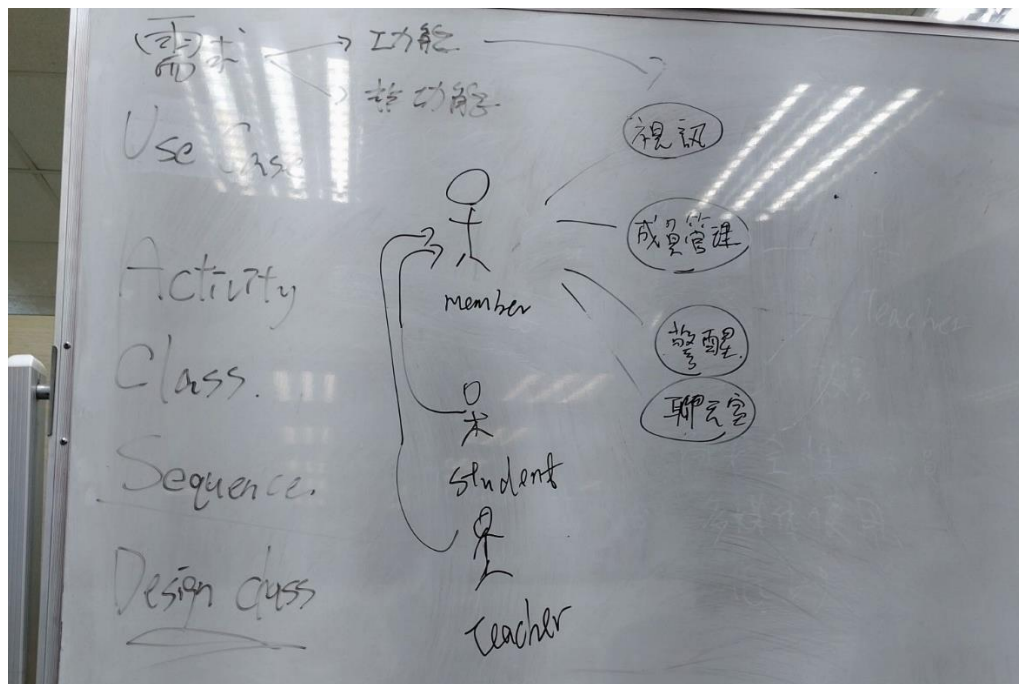 需求
功能
非功能
Use Case
視訊
成員管理
member
Activity
Teacher
警醒
Class.
聊天室
student
Sequence.
Design class
teacher